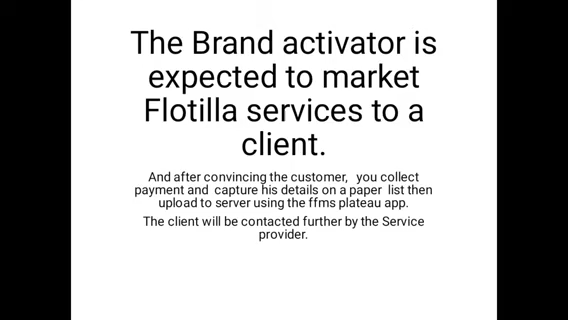 The Brand activator is
expected to market
Flotilla services to a
client.
And after convincing the customer, you collect
payment and capture his details on a paper list then
upload to server using the ffms plateau app.
The client will be contacted further by the Service
provider.